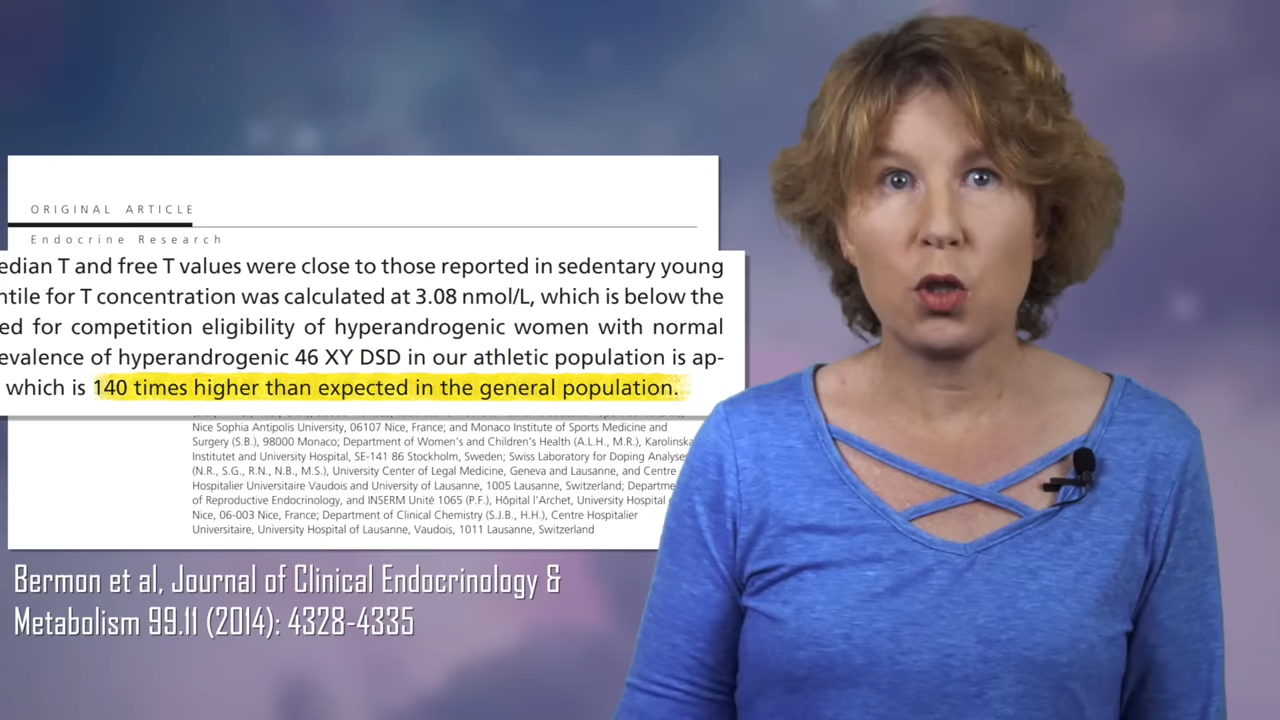 ORIGINAL ARTICLE
Endocrine Research
edian T and free T values were close to those reported in sedentary young
ntile for T concentration was calculated at 3.08 nmol/L, which is below the
ed for competition eligibility of hyperandrogenic women with normal
evalence of hyperandrogenic 46 XY DSD in our athletic population is ap-
which is 140 times higher than expected in the general population.
Nice Sophia Antipolis University, 06107 Nice, France; and Monaco Institute of Sports Medicine and
Surgery (S.B.), 98000 Monaco; Department of Women's and Children's Health (A.L.H., M.R.), Karolinska
Institutet and University Hospital, SE-141 86 Stockholm, Sweden; Swiss Laboratory for Doping Analyse
(N.R., S.G., R.N., N.B., M.S.), University Center of Legal Medicine, Geneva and Lausanne, and Centre
Hospitalier Universitaire Vaudois and University of Lausanne, 1005 Lausanne, Switzerland; Departme
of Reproductive Endocrinology, and INSERM Unité 1065 (P.F.), Hôpital l'Archet, University Hospital
Nice, 06-003 Nice, France; Department of Clinical Chemistry (S.J.B., H.H.), Centre Hospitalier
Universitaire, University Hospital of Lausanne, Vaudois, 1011 Lausanne, Switzerland
Bermon et al, Journal of Clinical Endocrinology &
Metabolism 99.11 (2014): 4328-4335